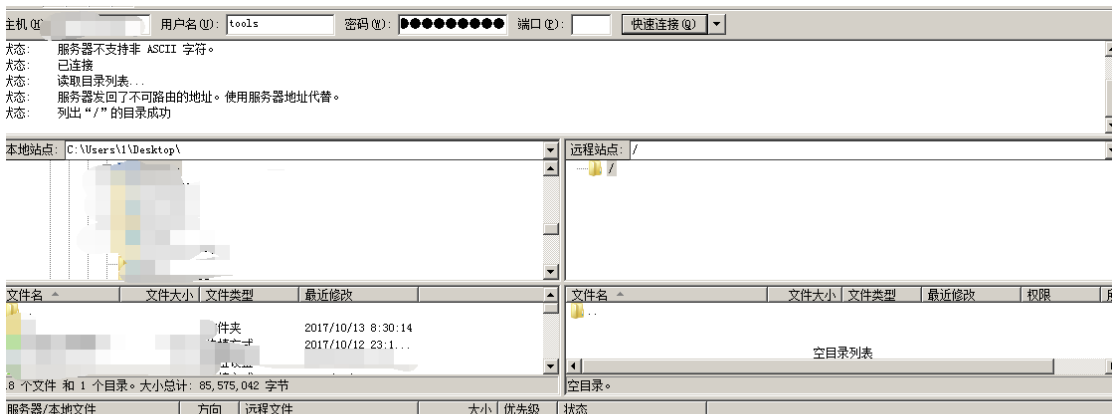 主机 用户名(U): tools 密码(W): ●●●●●●●●● 端口(P): 快速连接(Q)
状态: 服务器不支持非 ASCII 字符。
状态: 已连接
状态: 读取目录列表...
状态: 服务器发回了不可路由的地址。使用服务器地址代替。
状态: 列出“/”的目录成功
本地站点: C:\Users\1\Desktop\ 远程站点: /
/
文件名 文件大小 文件类型 最近修改 文件名 文件大小 文件类型 最近修改 权限
. ..
件夹 2017/10/13 8:30:14
2017/10/12 23:1...
空目录列表
8 个文件 和 1 个目录。大小总计: 85,575,042 字节 空目录。
服务器/本地文件 方向 远程文件 大小 优先级 状态